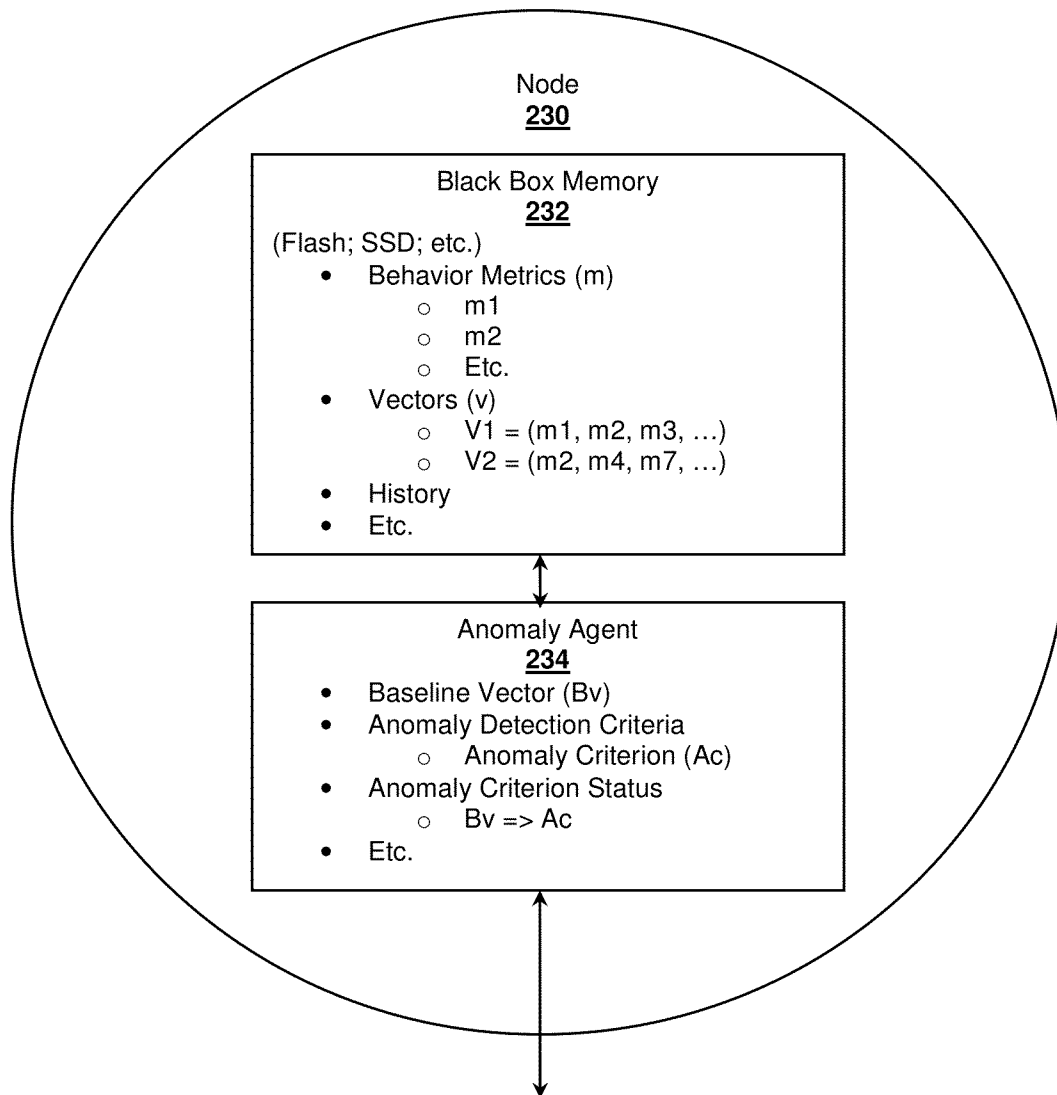 Node
230
Black Box Memory
232
(Flash; SSD; etc.)
• Behavior Metrics (m)
○ m1
○ m2
○ Etc.
• Vectors (v)
○ V1 = (m1, m2, m3, …)
○ V2 = (m2, m4, m7, …)
• History
• Etc.
Anomaly Agent
234
• Baseline Vector (Bv)
• Anomaly Detection Criteria
○ Anomaly Criterion (Ac)
• Anomaly Criterion Status
○ Bv => Ac
• Etc.